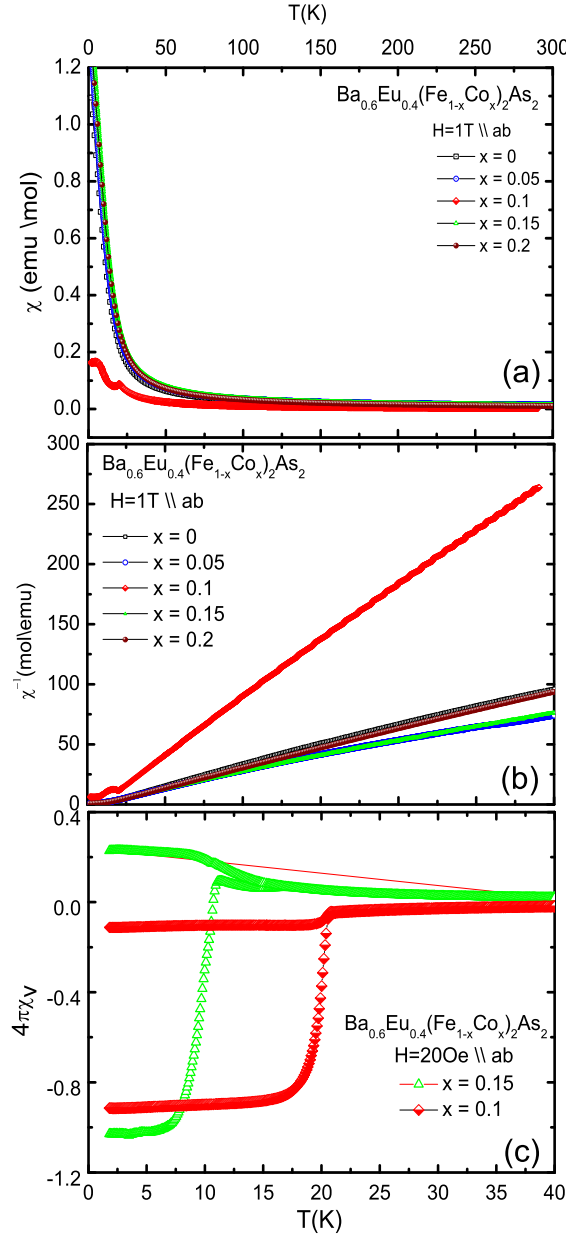 T(K)
0 50 100 150 200 250 300
1.2
1.0
0.8
0.6
0.4
0.2
0.0
χ (emu \mol)
Ba0.6Eu0.4(Fe1-xCox)2As2
H=1T \\ ab
x = 0
x = 0.05
x = 0.1
x = 0.15
x = 0.2
(a)
300
250
200
150
100
50
0
χ⁻¹(mol\emu)
Ba0.6Eu0.4(Fe1-xCox)2As2
H=1T \\ ab
x = 0
x = 0.05
x = 0.1
x = 0.15
x = 0.2
(b)
0.4
0.0
-0.4
-0.8
-1.2
4πχV
Ba0.6Eu0.4(Fe1-xCox)2As2
H=20Oe \\ ab
x = 0.15
x = 0.1
(c)
0 5 10 15 20 25 30 35 40
T(K)